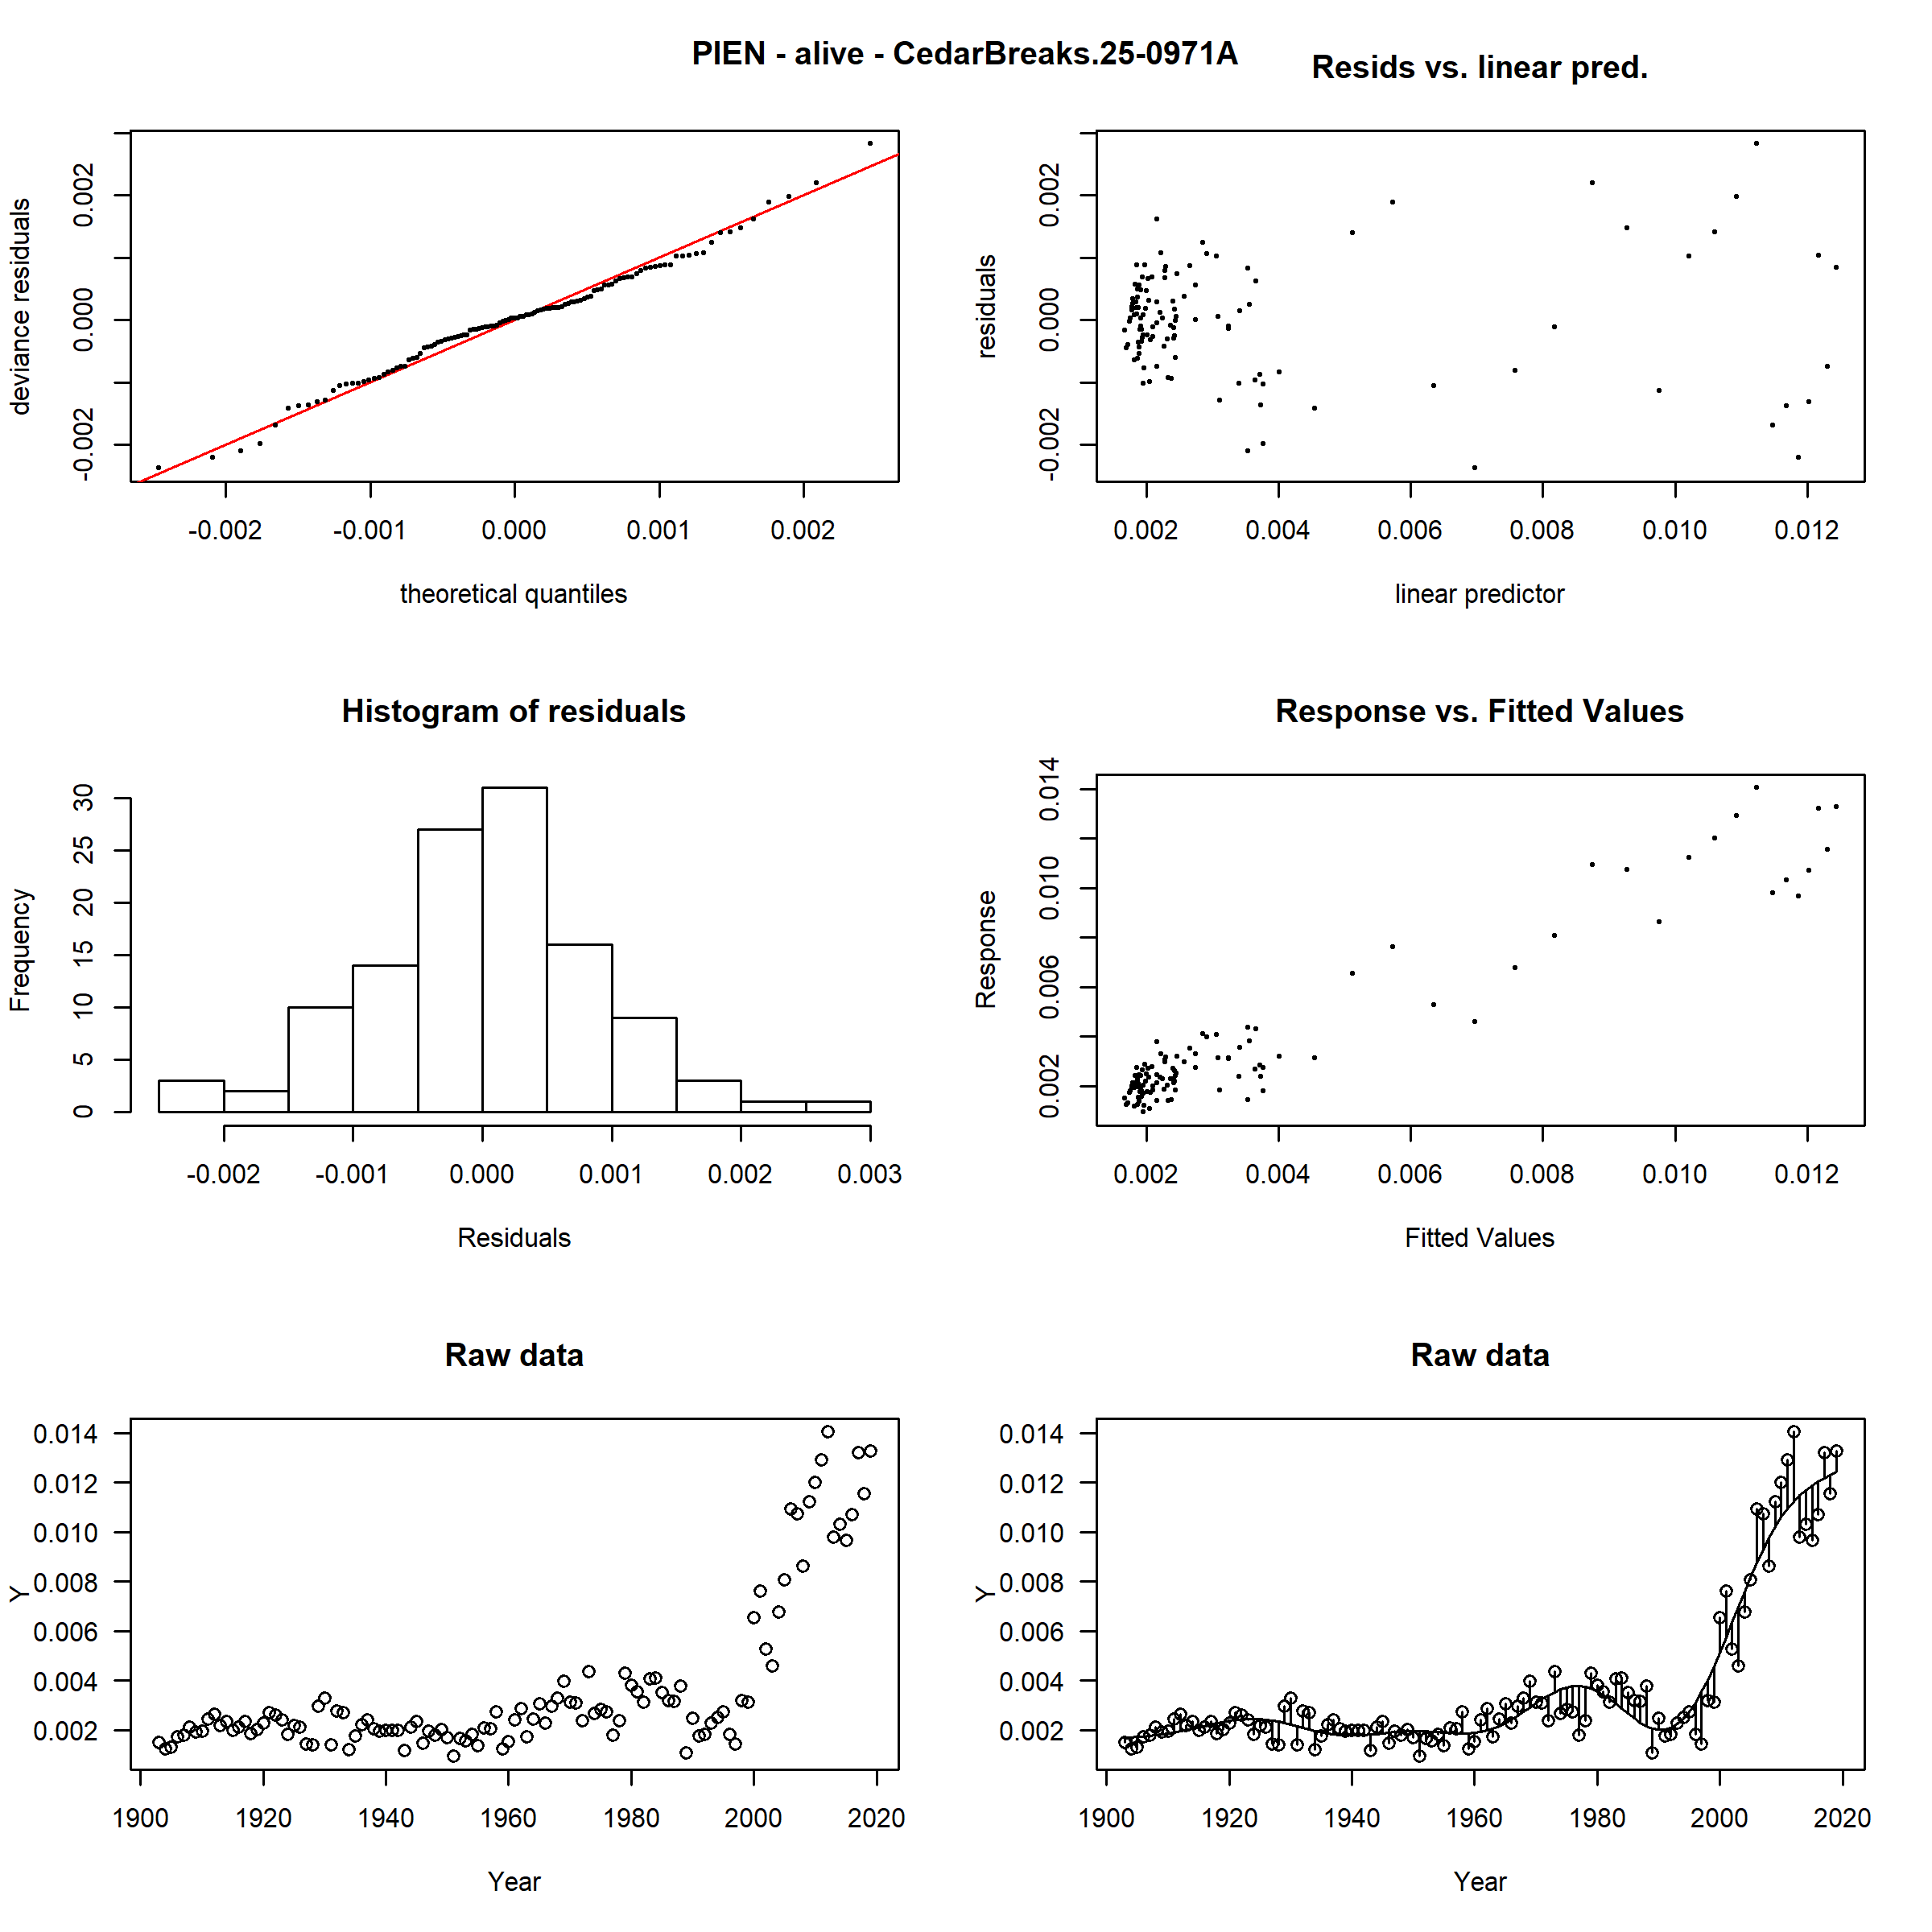 PIEN - alive - CedarBreaks.25-0971A
Resids vs. linear pred.
deviance residuals
-0.002 0.000 0.002
-0.002 -0.001 0.000 0.001 0.002
theoretical quantiles
residuals
-0.002 0.000 0.002
0.002 0.004 0.006 0.008 0.010 0.012
linear predictor
Histogram of residuals
Frequency
0 5 10 15 20 25 30
-0.002 -0.001 0.000 0.001 0.002 0.003
Residuals
Response vs. Fitted Values
Response
0.002 0.006 0.010 0.014
0.002 0.004 0.006 0.008 0.010 0.012
Fitted Values
Raw data
Y
0.014
0.012
0.010
0.008
0.006
0.004
0.002
1900 1920 1940 1960 1980 2000 2020
Year
Raw data
Y
0.014
0.012
0.010
0.008
0.006
0.004
0.002
1900 1920 1940 1960 1980 2000 2020
Year